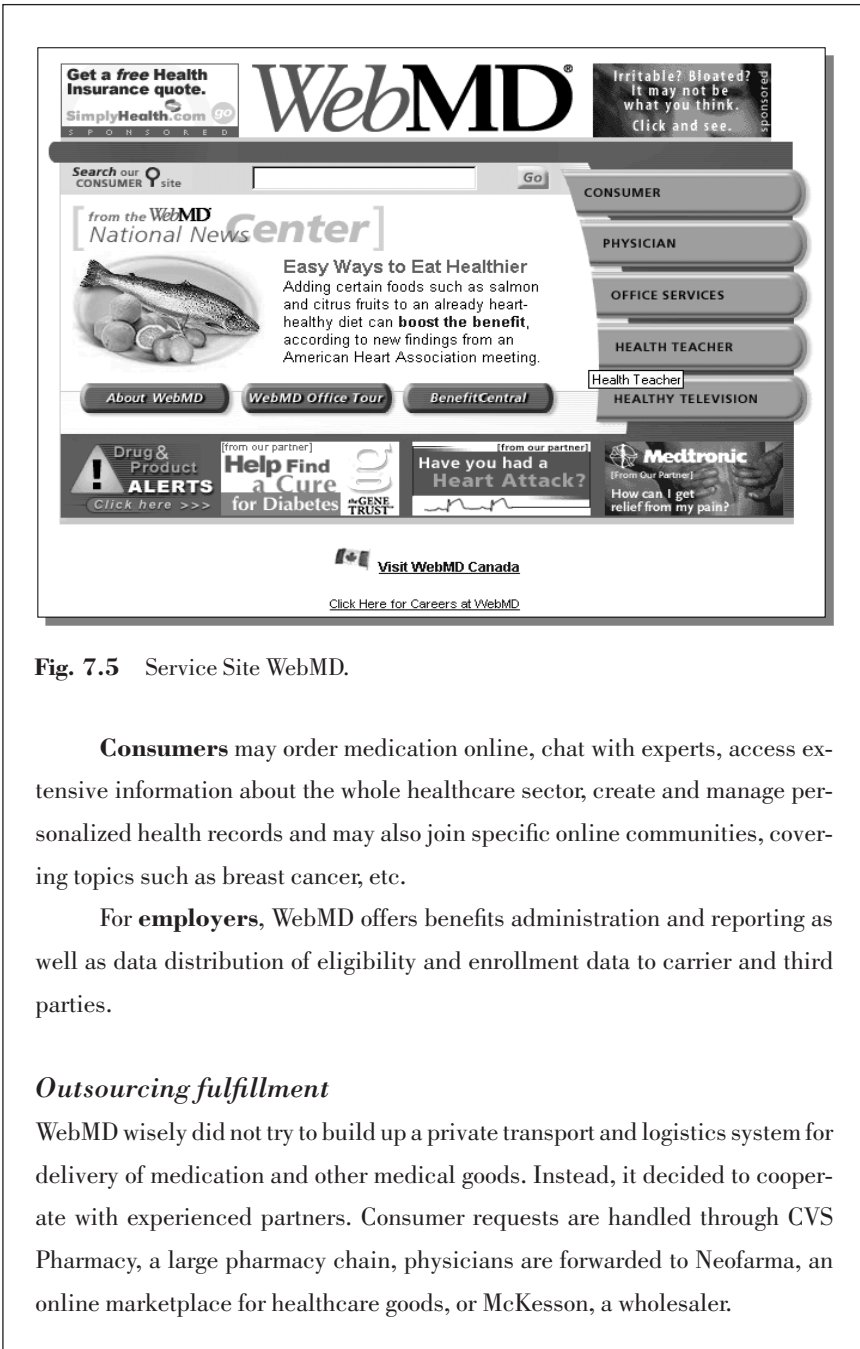 Get a free Health
Insurance quote.
SimplyHealth.com go
SPONSORED
WebMD®
Irritable? Bloated?
It may not be
what you think.
Click and see.
sponsored
Search our
CONSUMER site
Go
CONSUMER
PHYSICIAN
OFFICE SERVICES
HEALTH TEACHER
Health Teacher
HEALTHY TELEVISION
[from the WebMD
National News Center]
Easy Ways to Eat Healthier
Adding certain foods such as salmon
and citrus fruits to an already heart-
healthy diet can boost the benefit,
according to new findings from an
American Heart Association meeting.
About WebMD
WebMD Office Tour
BenefitCentral
Drug &
Product
! ALERTS
Click here >>>
[from our partner]
Help Find
a Cure
for Diabetes
g
the GENE
TRUST
[from our partner]
Have you had a
Heart Attack?
Medtronic
[From Our Partner]
How can I get
relief from my pain?
Visit WebMD Canada
Click Here for Careers at WebMD
Fig. 7.5 Service Site WebMD.
Consumers may order medication online, chat with experts, access ex-
tensive information about the whole healthcare sector, create and manage per-
sonalized health records and may also join specific online communities, cover-
ing topics such as breast cancer, etc.
For employers, WebMD offers benefits administration and reporting as
well as data distribution of eligibility and enrollment data to carrier and third
parties.
Outsourcing fulfillment
WebMD wisely did not try to build up a private transport and logistics system for
delivery of medication and other medical goods. Instead, it decided to cooper-
ate with experienced partners. Consumer requests are handled through CVS
Pharmacy, a large pharmacy chain, physicians are forwarded to Neofarma, an
online marketplace for healthcare goods, or McKesson, a wholesaler.